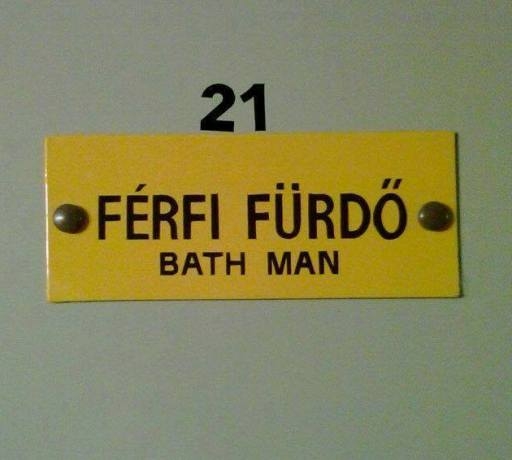 21
FÉRFI FÜRDŐ
BATH MAN